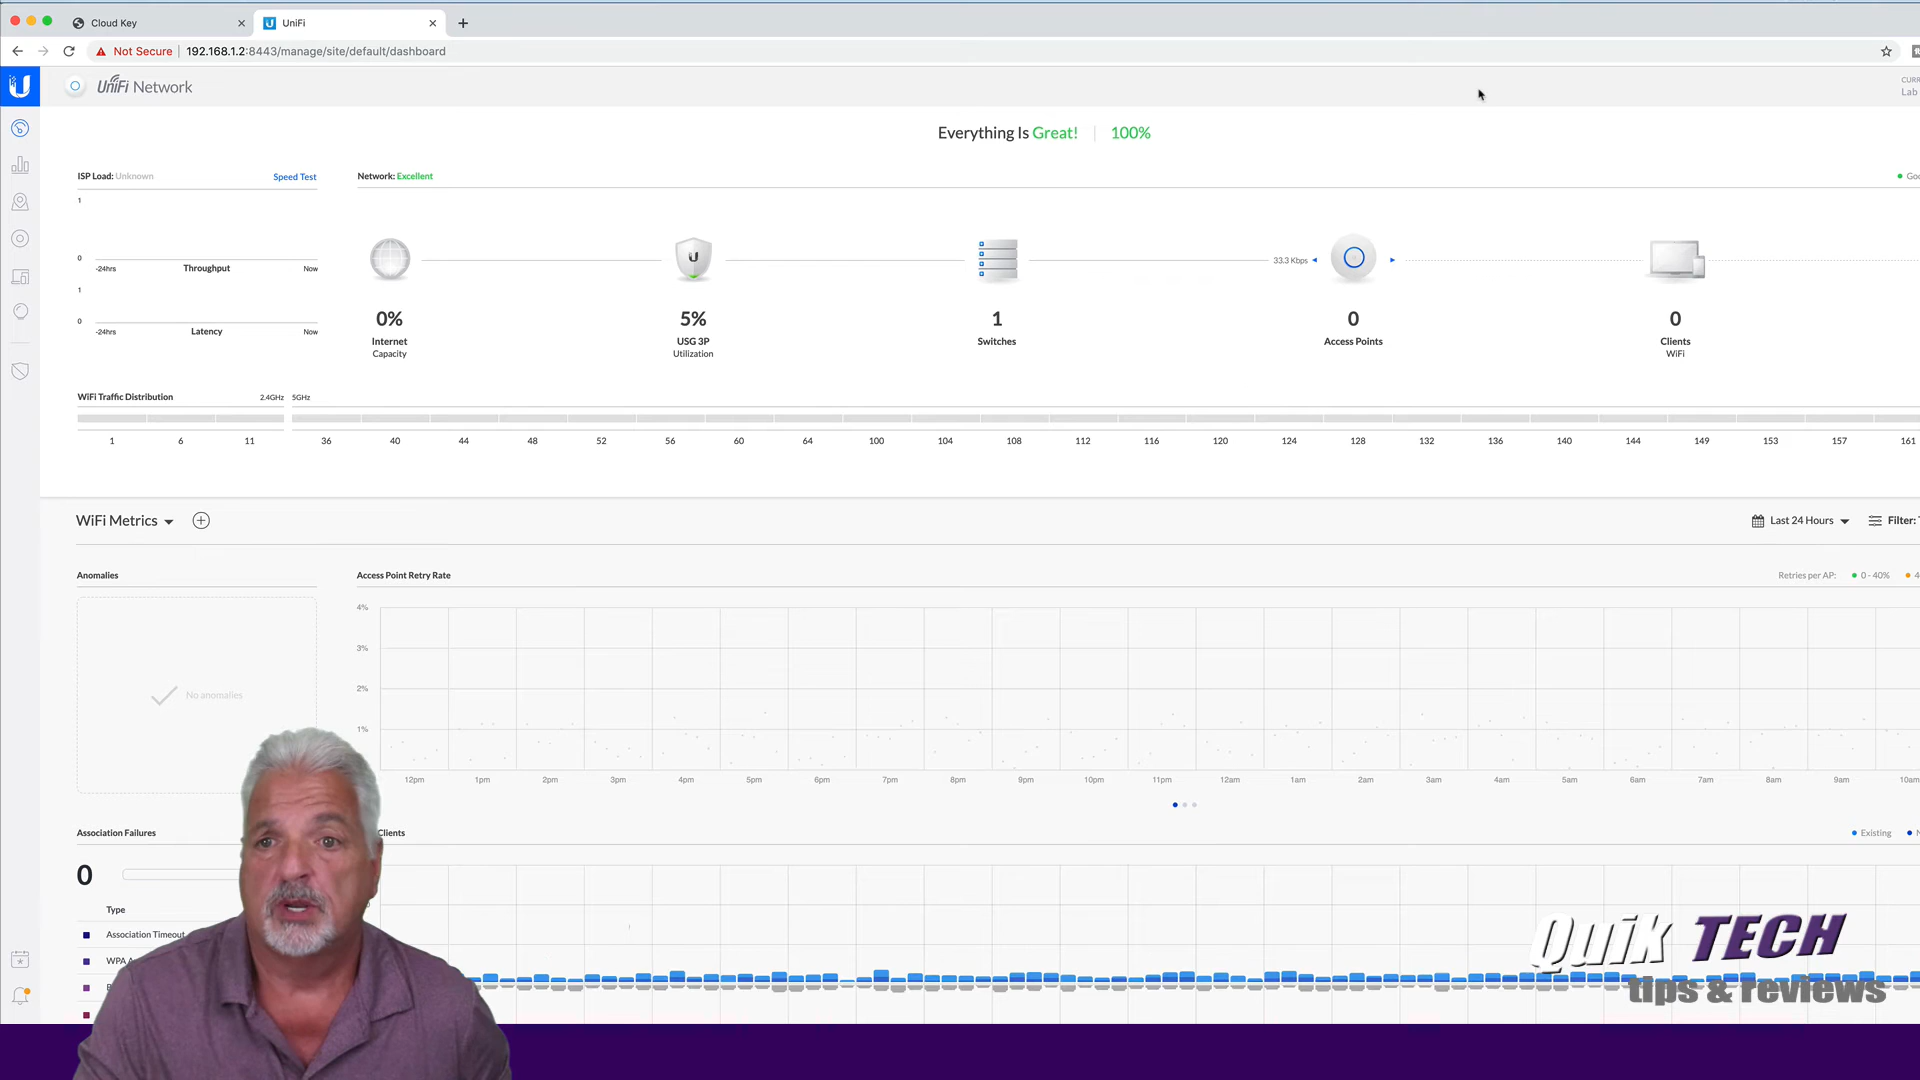 Cloud Key
UniFi
Not Secure 192.168.1.2:8443/manage/site/default/dashboard
UniFi Network
CURR
Lab
Everything Is Great! 100%
ISP Load: Unknown Speed Test
Network: Excellent
Goo
1
0
-24hrs Throughput Now
1
0
-24hrs Latency Now
33.3 Kbps
0% 5% 1 0 0
Internet USG 3P Switches Access Points Clients
Capacity Utilization WiFi
WiFi Traffic Distribution 2.4GHz 5GHz
1 6 11 36 40 44 48 52 56 60 64 100 104 108 112 116 120 124 128 132 136 140 144 149 153 157 161
WiFi Metrics
Last 24 Hours Filter:
Anomalies
Access Point Retry Rate
Retries per AP: 0 - 40% 4
4%
3%
2%
1%
No anomalies
12pm 1pm 2pm 3pm 4pm 5pm 6pm 7pm 8pm 9pm 10pm 11pm 12am 1am 2am 3am 4am 5am 6am 7am 8am 9am 10am
Association Failures
Clients
Existing N
0
Type
Association Timeout
WPA
Quik TECH
tips & reviews